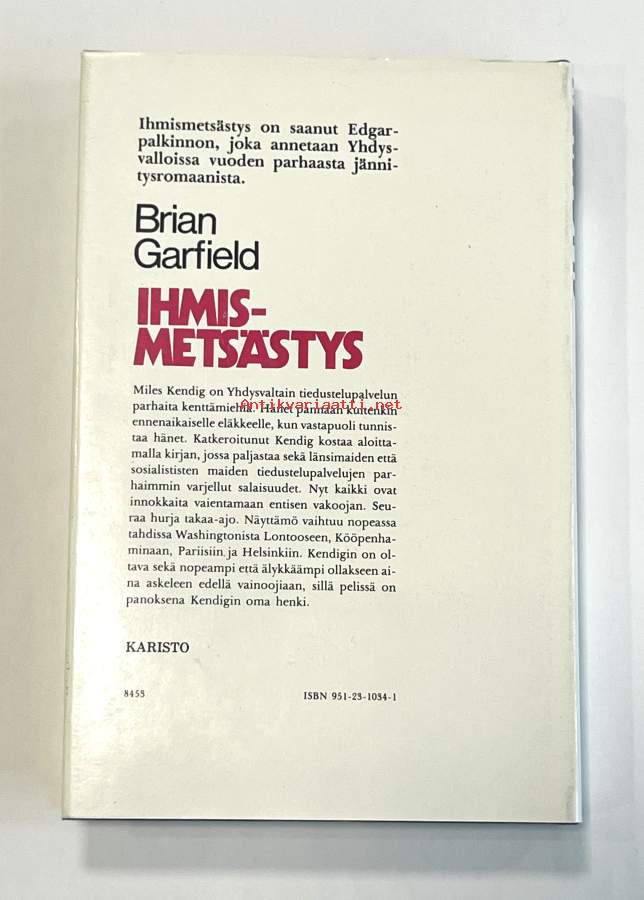 Ihmismetsästys on saanut Edgar-
palkinnon, joka annetaan Yhdys-
valloissa vuoden parhaasta jänni-
tysromaanista.
Brian
Garfield
IHMIS-
METSÄSTYS
Miles Kendig on Yhdysvaltain tiedustelupalvelun
Antikvariaatti.net
parhaita kenttämiehiä. Hänet pannaan kuitenkin
ennenaikaiselle eläkkeelle, kun vastapuoli tunnis-
taa hänet. Katkeroitunut Kendig kostaa aloitta-
malla kirjan, jossa paljastaa sekä länsimaiden että
sosialististen maiden tiedustelupalvelujen par-
haimmin varjellut salaisuudet. Nyt kaikki ovat
innokkaita vaientamaan entisen vakoojan. Seu-
raa hurja takaa-ajo. Näyttämö vaihtuu nopeassa
tahdissa Washingtonista Lontooseen, Kööpenha-
minaan, Pariisiin ja Helsinkiin. Kendigin on ol-
tava sekä nopeampi että älykkäämpi ollakseen ai-
na askeleen edellä vainoojiaan, sillä pelissä on
panoksena Kendigin oma henki.
KARISTO
8453 ISBN 951-23-1034-1